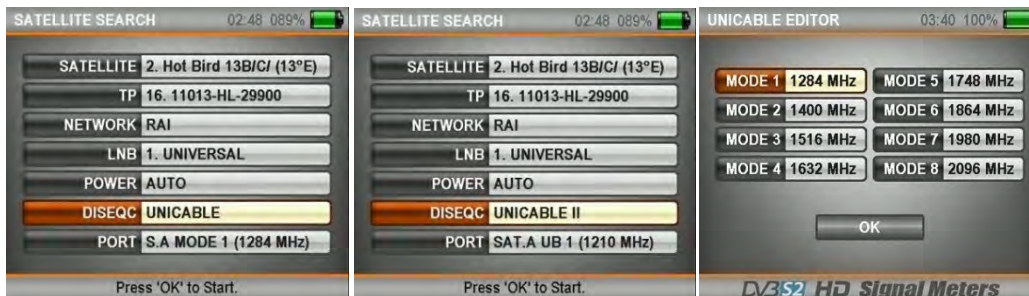 SATELLITE SEARCH 02:48 089%
SATELLITE 2. Hot Bird 13B/C/ (13°E)
TP 16. 11013-HL-29900
NETWORK RAI
LNB 1. UNIVERSAL
POWER AUTO
DISEQC UNICABLE
PORT S.A MODE 1 (1284 MHz)
Press 'OK' to Start.
SATELLITE SEARCH 02:48 089%
SATELLITE 2. Hot Bird 13B/C/ (13°E)
TP 16. 11013-HL-29900
NETWORK RAI
LNB 1. UNIVERSAL
POWER AUTO
DISEQC UNICABLE II
PORT SAT.A UB 1 (1210 MHz)
Press 'OK' to Start.
UNICABLE EDITOR 03:40 100%
MODE 1 1284 MHz MODE 5 1748 MHz
MODE 2 1400 MHz MODE 6 1864 MHz
MODE 3 1516 MHz MODE 7 1980 MHz
MODE 4 1632 MHz MODE 8 2096 MHz
OK
DVBS2 HD Signal Meters